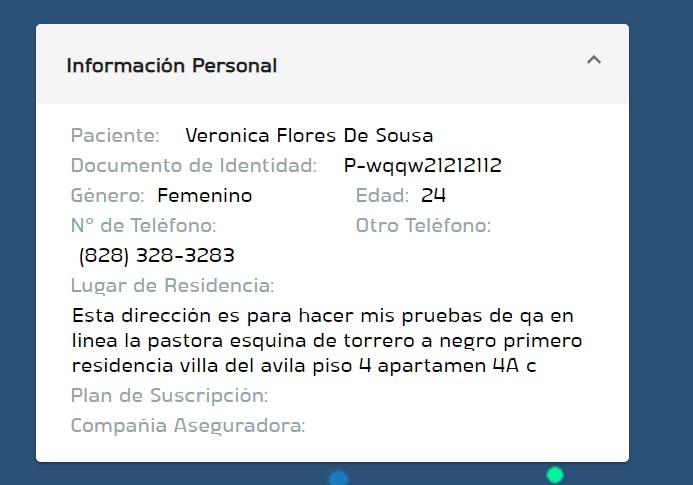 Información Personal
Paciente: Veronica Flores De Sousa
Documento de Identidad: P-wqqw21212112
Género: Femenino Edad: 24
N° de Teléfono: Otro Teléfono:
(828) 328-3283
Lugar de Residencia:
Esta dirección es para hacer mis pruebas de qa en
linea la pastora esquina de torrero a negro primero
residencia villa del avila piso 4 apartamen 4A c
Plan de Suscripción:
Compañia Aseguradora: